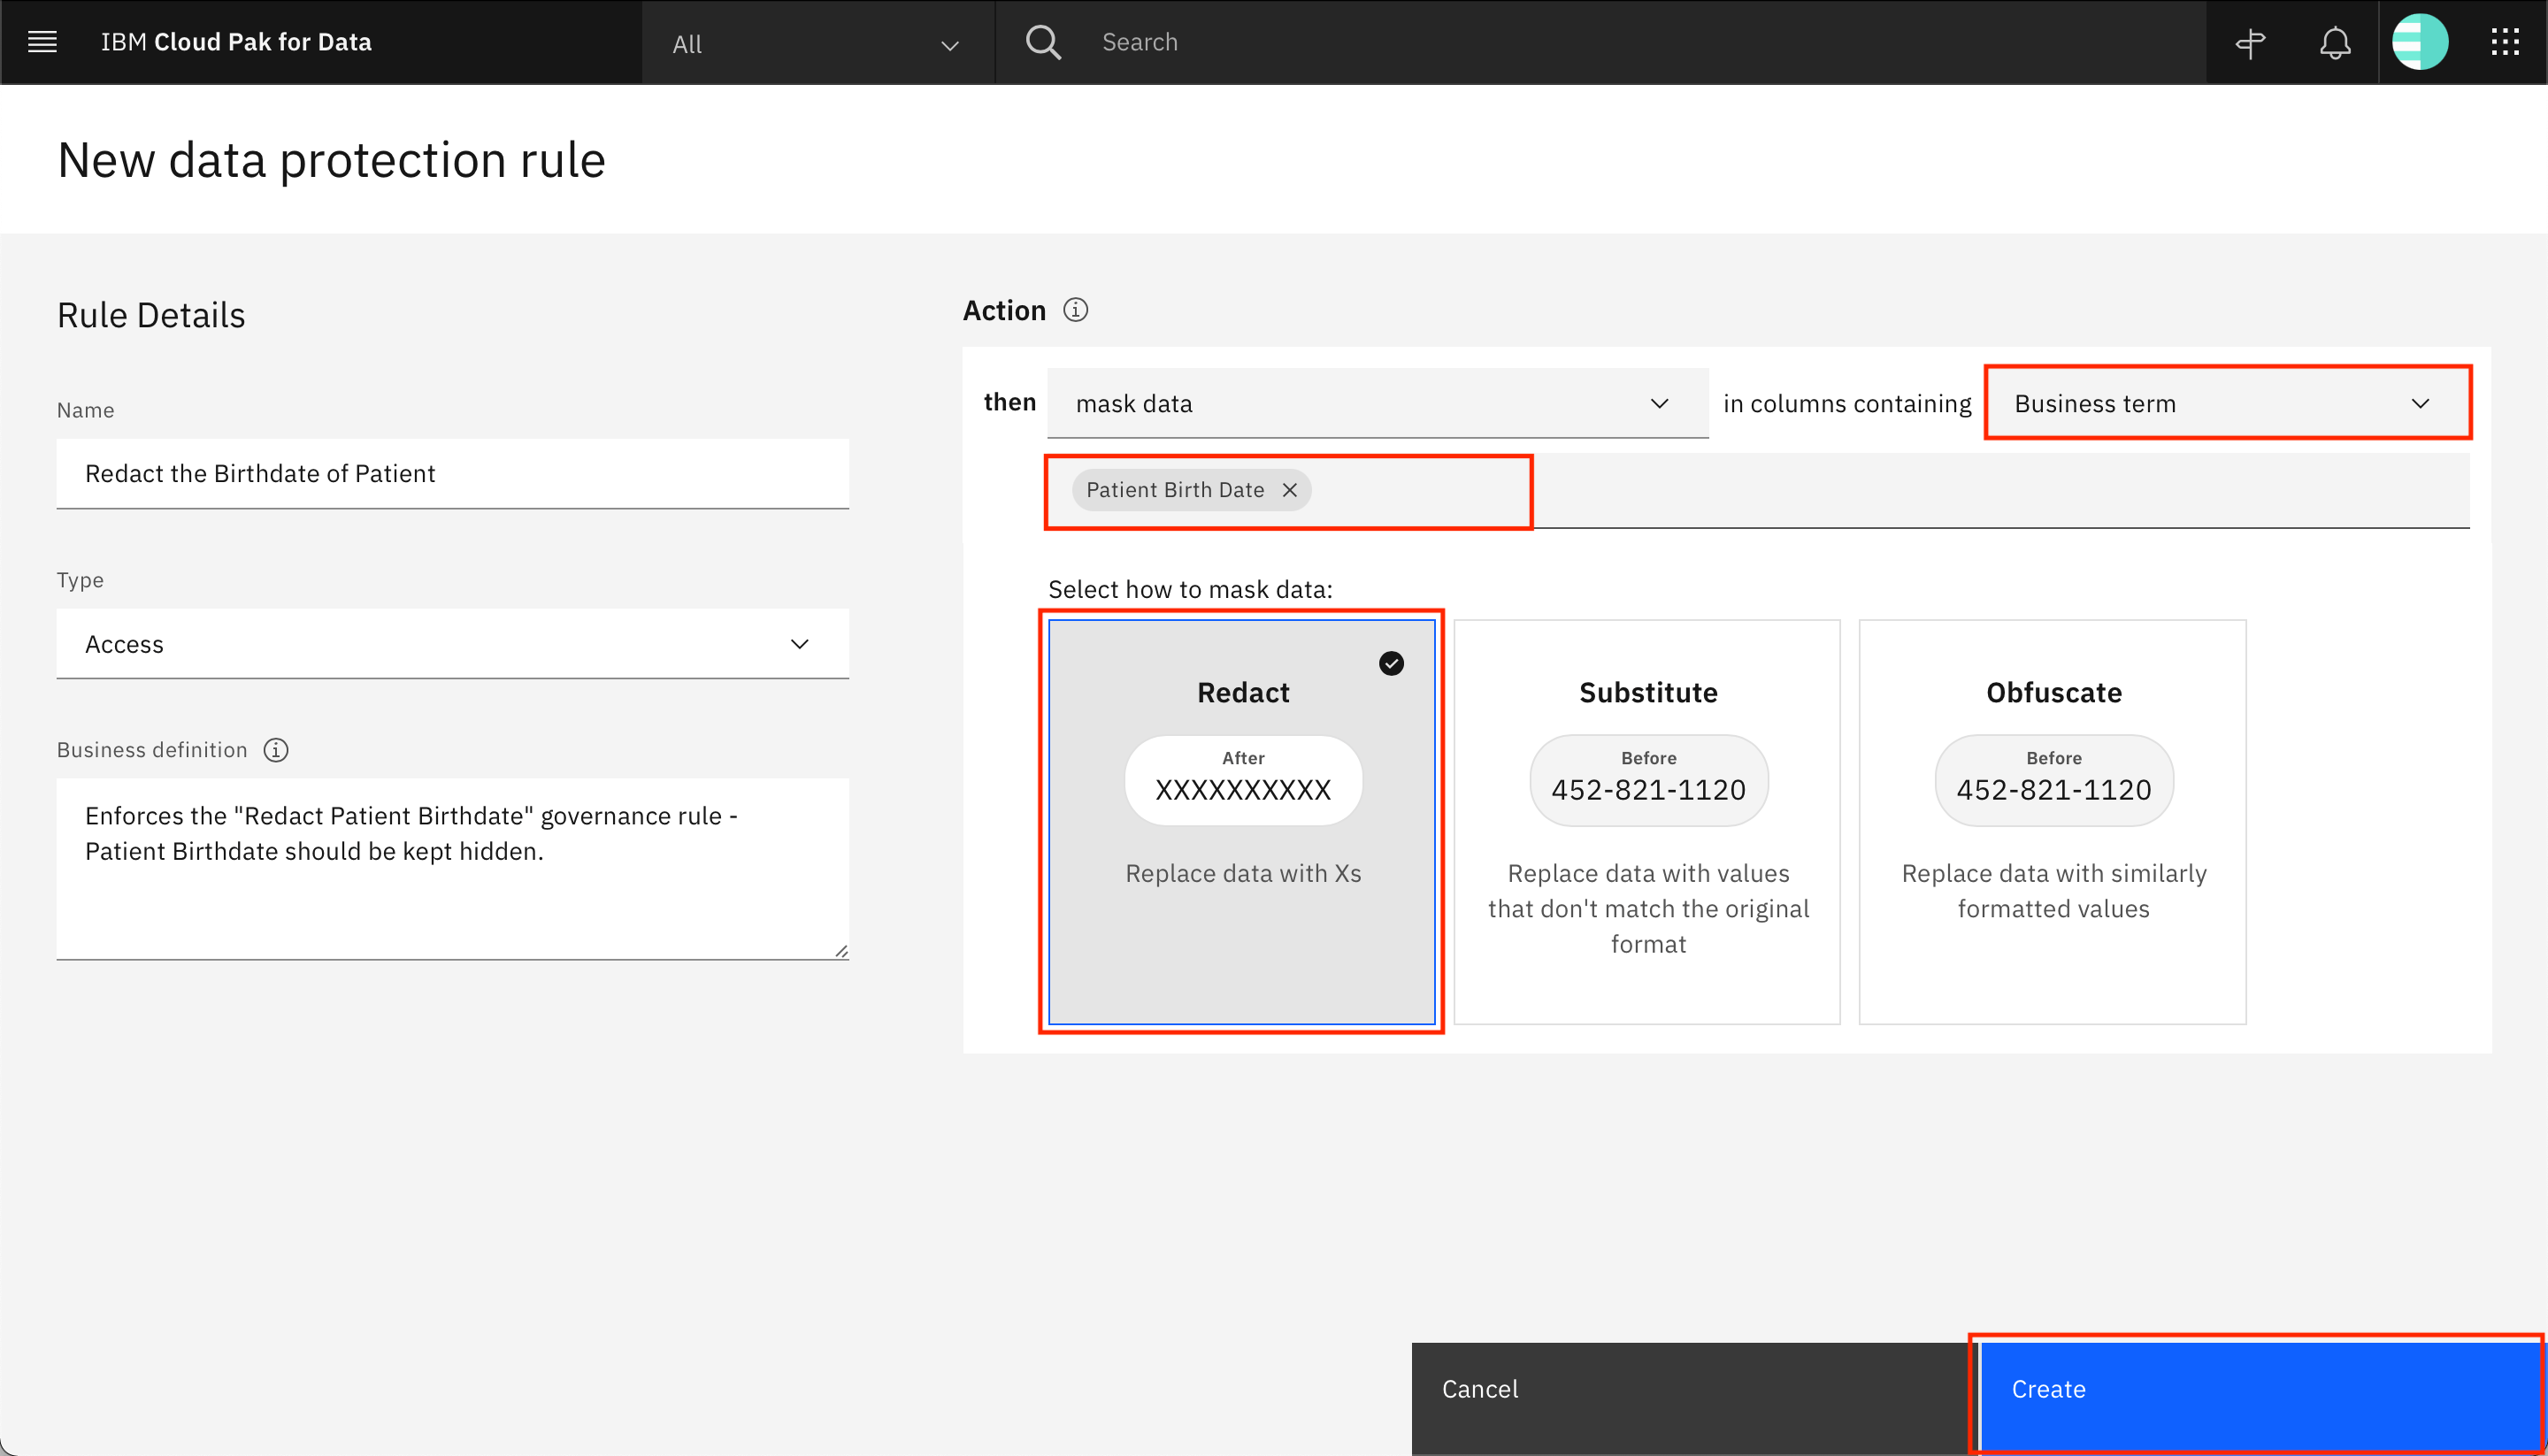 IBM Cloud Pak for Data
All
Search
New data protection rule
Rule Details
Name
Redact the Birthdate of Patient
Type
Access
Business definition
Enforces the "Redact Patient Birthdate" governance rule -
Patient Birthdate should be kept hidden.
Action
then mask data in columns containing Business term
Patient Birth Date
Select how to mask data:
Redact
After
XXXXXXXXXX
Replace data with Xs
Substitute
Before
452-821-1120
Replace data with values
that don't match the original
format
Obfuscate
Before
452-821-1120
Replace data with similarly
formatted values
Cancel
Create